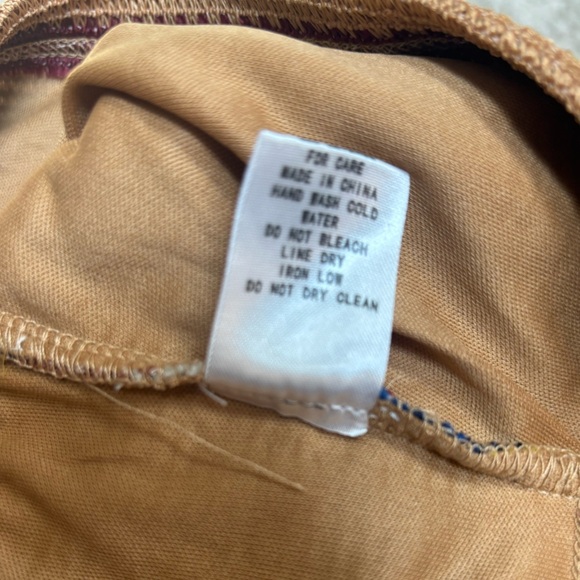 FOR CARE
MADE IN CHINA
HAND WASH COLD
WATER
DO NOT BLEACH
LINE DRY
IRON LOW
DO NOT DRY CLEAN